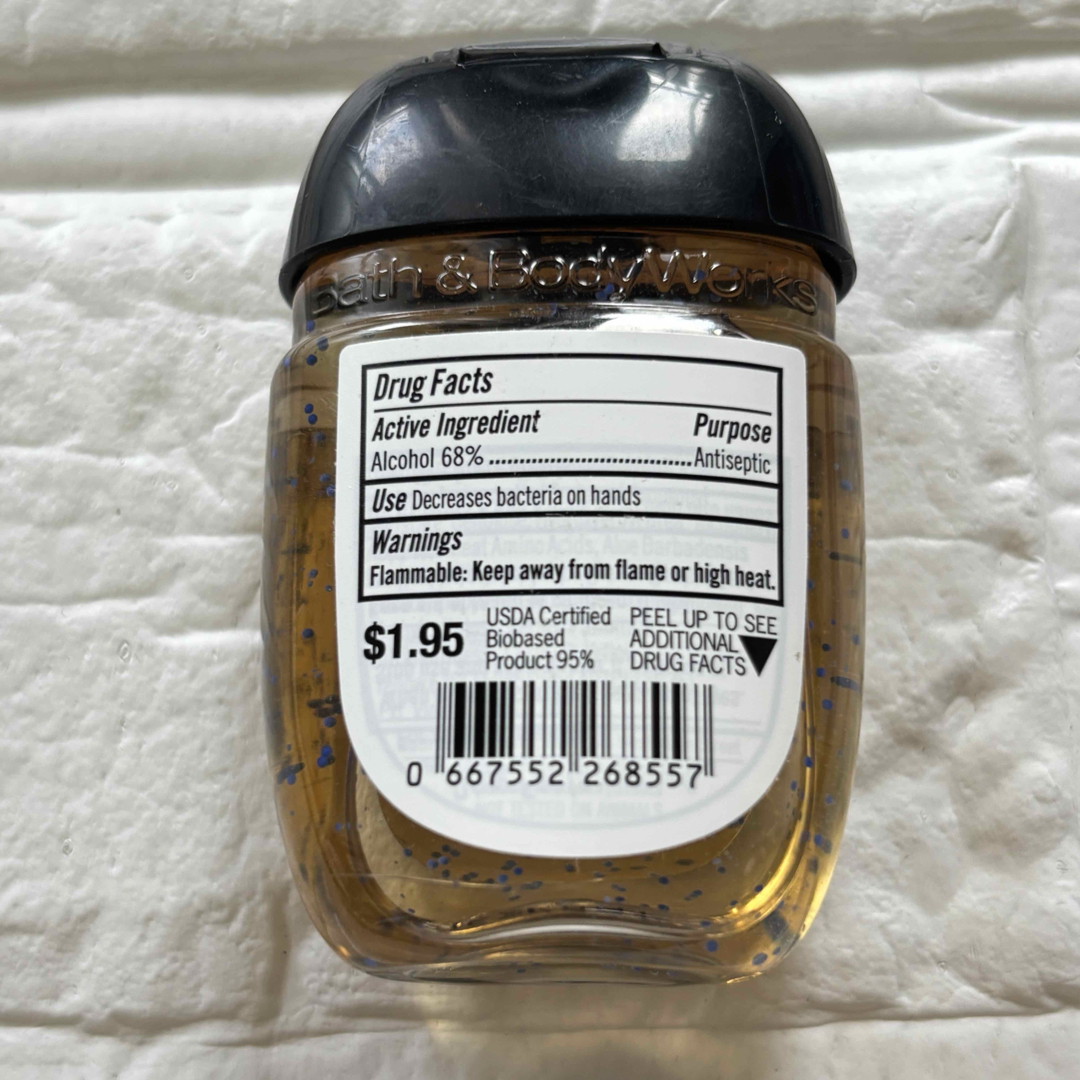 Bath & Body Works
Drug Facts
Active Ingredient Purpose
Alcohol 68%.....................................Antiseptic
Use Decreases bacteria on hands
Warnings
Flammable: Keep away from flame or high heat.
$1.95
USDA Certified
Biobased
Product 95%
PEEL UP TO SEE
ADDITIONAL
DRUG FACTS
0 667552 268557